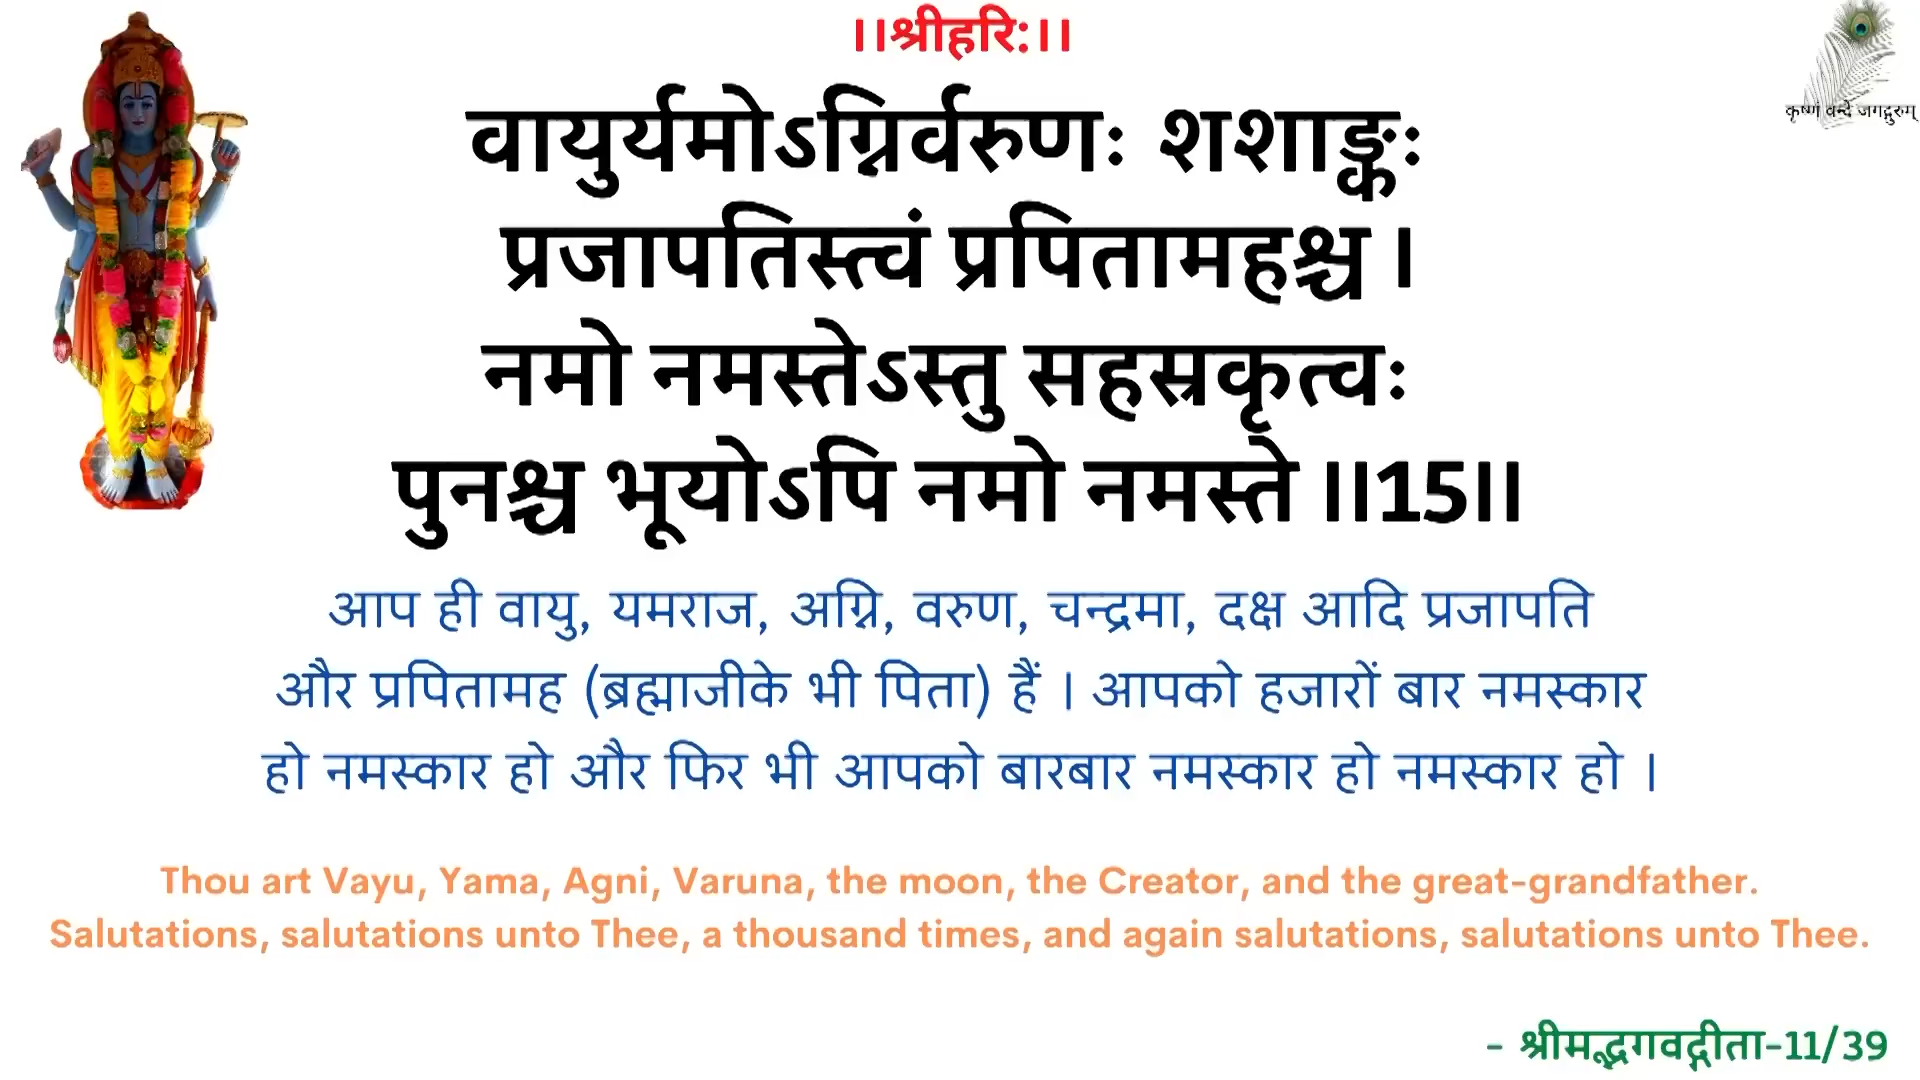 ।।श्रीहरि:।।
कृष्णं वन्दे जगद्गुरुम्
वायुर्यमोऽग्निर्वरुणः शशाङ्कः
प्रजापतिस्त्वं प्रपितामहश्च ।
नमो नमस्तेऽस्तु सहस्रकृत्वः
पुनश्च भूयोऽपि नमो नमस्ते ॥15॥
आप ही वायु, यमराज, अग्नि, वरुण, चन्द्रमा, दक्ष आदि प्रजापति
और प्रपितामह (ब्रह्माजीके भी पिता) हैं । आपको हजारों बार नमस्कार
हो नमस्कार हो और फिर भी आपको बारबार नमस्कार हो नमस्कार हो ।
Thou art Vayu, Yama, Agni, Varuna, the moon, the Creator, and the great-grandfather.
Salutations, salutations unto Thee, a thousand times, and again salutations, salutations unto Thee.
- श्रीमद्भगवद्गीता-11/39